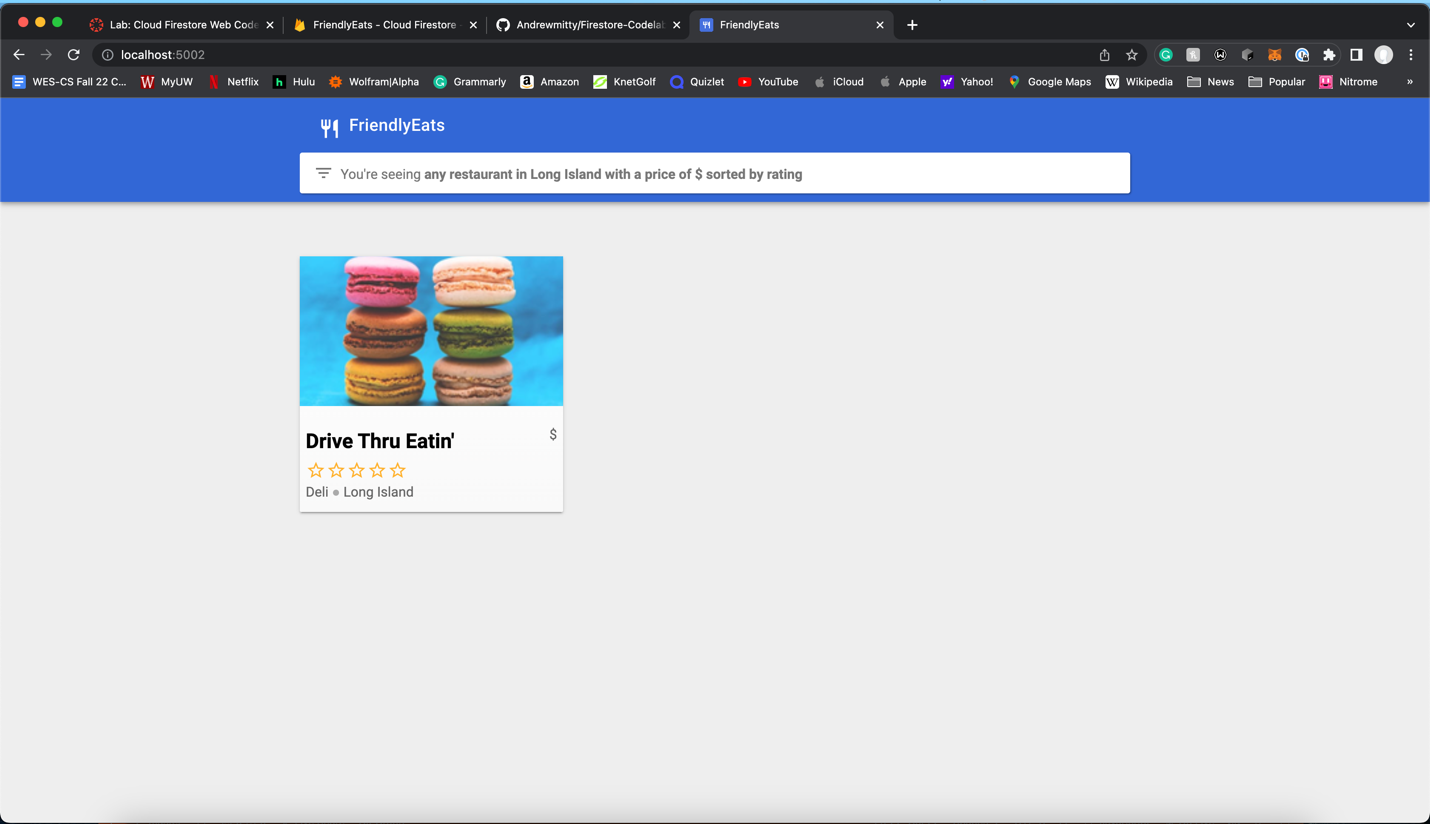 Lab: Cloud Firestore Web Code
FriendlyEats - Cloud Firestore
Andrewmitty/Firestore-Codelab
FriendlyEats
localhost:5002
WES-CS Fall 22 C...
MyUW
Netflix
Hulu
Wolfram|Alpha
Grammarly
Amazon
KnetGolf
Quizlet
YouTube
iCloud
Apple
Yahoo!
Google Maps
Wikipedia
News
Popular
Nitrome
»
FriendlyEats
You're seeing any restaurant in Long Island with a price of $ sorted by rating
Drive Thru Eatin'
$
Deli ● Long Island